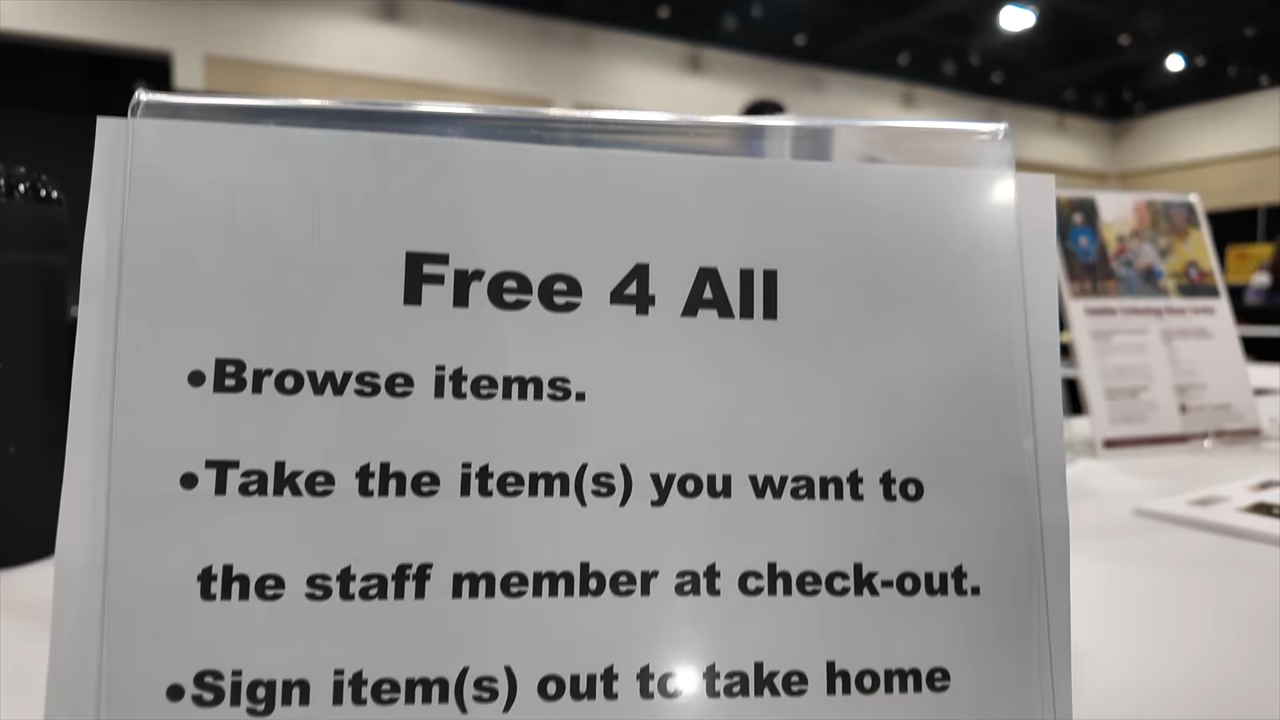 Free 4 All
•Browse items.
•Take the item(s) you want to
the staff member at check-out.
•Sign item(s) out to take home